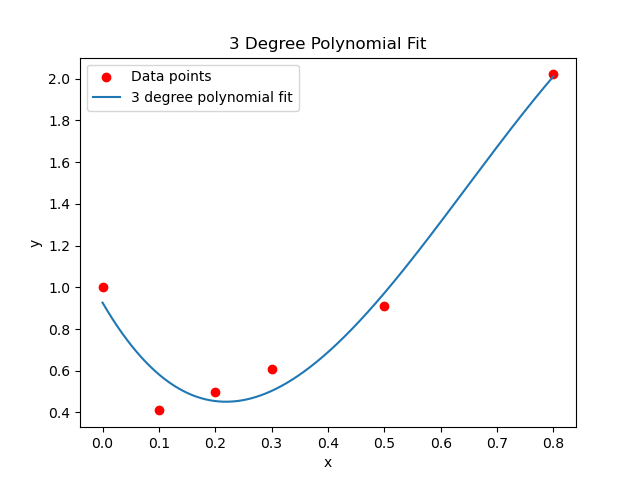 3 Degree Polynomial Fit
Data points
3 degree polynomial fit
2.0
1.8
1.6
1.4
1.2
1.0
0.8
0.6
0.4
y
0.0 0.1 0.2 0.3 0.4 0.5 0.6 0.7 0.8
x